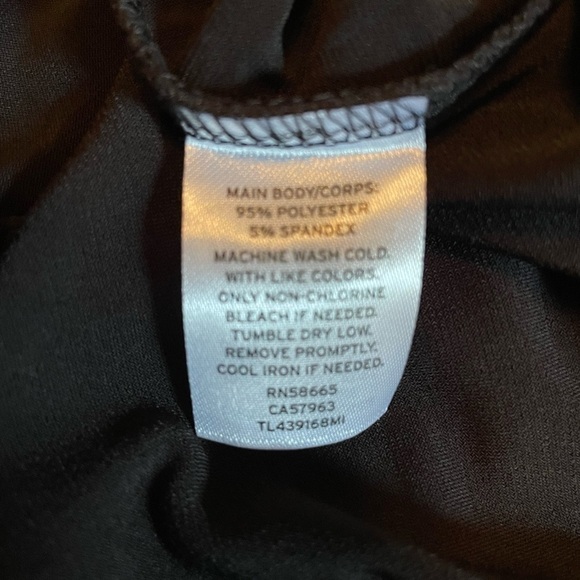 MAIN BODY/CORPS:
95% POLYESTER
5% SPANDEX
MACHINE WASH COLD.
WITH LIKE COLORS.
ONLY NON-CHLORINE
BLEACH IF NEEDED.
TUMBLE DRY LOW.
REMOVE PROMPTLY.
COOL IRON IF NEEDED.
RN58665
CA57963
TL439168MI